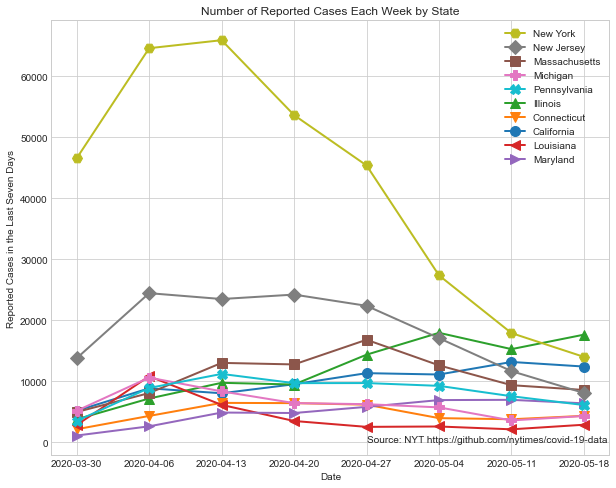 Number of Reported Cases Each Week by State
New York
New Jersey
Massachusetts
Michigan
Pennsylvania
Illinois
Connecticut
California
Louisiana
Maryland
Reported Cases in the Last Seven Days
60000
50000
40000
30000
20000
10000
0
Source: NYT https://github.com/nytimes/covid-19-data
2020-03-30 2020-04-06 2020-04-13 2020-04-20 2020-04-27 2020-05-04 2020-05-11 2020-05-18
Date